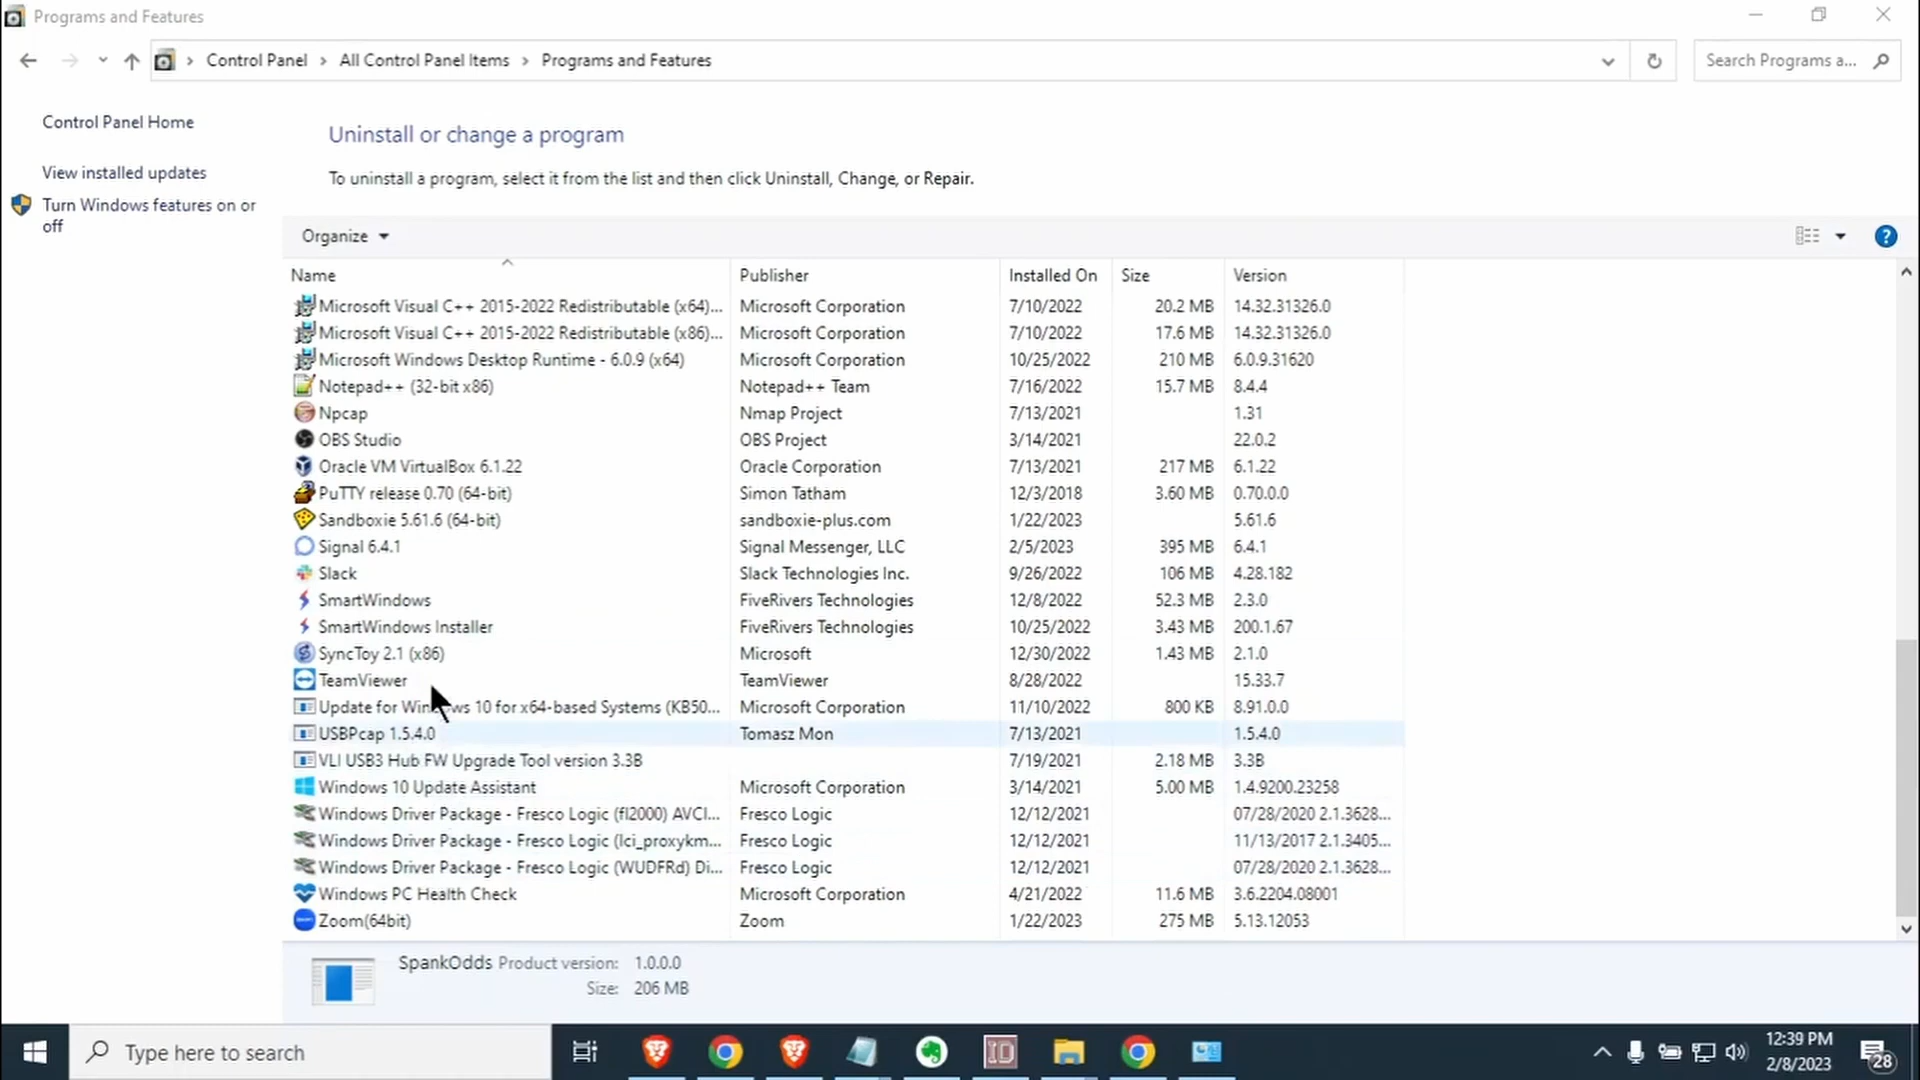 Programs and Features
Control Panel > All Control Panel Items > Programs and Features
Search Programs a...
Control Panel Home
View installed updates
Turn Windows features on or
off
Uninstall or change a program
To uninstall a program, select it from the list and then click Uninstall, Change, or Repair.
Organize
Name Publisher Installed On Size Version
Microsoft Visual C++ 2015-2022 Redistributable (x64)... Microsoft Corporation 7/10/2022 20.2 MB 14.32.31326.0
Microsoft Visual C++ 2015-2022 Redistributable (x86)... Microsoft Corporation 7/10/2022 17.6 MB 14.32.31326.0
Microsoft Windows Desktop Runtime - 6.0.9 (x64) Microsoft Corporation 10/25/2022 210 MB 6.0.9.31620
Notepad++ (32-bit x86) Notepad++ Team 7/16/2022 15.7 MB 8.4.4
Npcap Nmap Project 7/13/2021 1.31
OBS Studio OBS Project 3/14/2021 22.0.2
Oracle VM VirtualBox 6.1.22 Oracle Corporation 7/13/2021 217 MB 6.1.22
PuTTY release 0.70 (64-bit) Simon Tatham 12/3/2018 3.60 MB 0.70.0.0
Sandboxie 5.61.6 (64-bit) sandboxie-plus.com 1/22/2023 5.61.6
Signal 6.4.1 Signal Messenger, LLC 2/5/2023 395 MB 6.4.1
Slack Slack Technologies Inc. 9/26/2022 106 MB 4.28.182
SmartWindows FiveRivers Technologies 12/8/2022 52.3 MB 2.3.0
SmartWindows Installer FiveRivers Technologies 10/25/2022 3.43 MB 200.1.67
SyncToy 2.1 (x86) Microsoft 12/30/2022 1.43 MB 2.1.0
TeamViewer TeamViewer 8/28/2022 15.33.7
Update for Win ws 10 for x64-based Systems (KB50... Microsoft Corporation 11/10/2022 800 KB 8.91.0.0
USBPcap 1.5.4.0 Tomasz Mon 7/13/2021 1.5.4.0
VLI USB3 Hub FW Upgrade Tool version 3.3B 7/19/2021 2.18 MB 3.3B
Windows 10 Update Assistant Microsoft Corporation 3/14/2021 5.00 MB 1.4.9200.23258
Windows Driver Package - Fresco Logic (fl2000) AVCl... Fresco Logic 12/12/2021 07/28/2020 2.1.3628...
Windows Driver Package - Fresco Logic (lci_proxykm... Fresco Logic 12/12/2021 11/13/2017 2.1.3405...
Windows Driver Package - Fresco Logic (WUDFRd) Di... Fresco Logic 12/12/2021 07/28/2020 2.1.3628...
Windows PC Health Check Microsoft Corporation 4/21/2022 11.6 MB 3.6.2204.08001
Zoom(64bit) Zoom 1/22/2023 275 MB 5.13.12053
SpankOdds Product version: 1.0.0.0
Size: 206 MB
Type here to search
ID
12:39 PM
2/8/2023
28